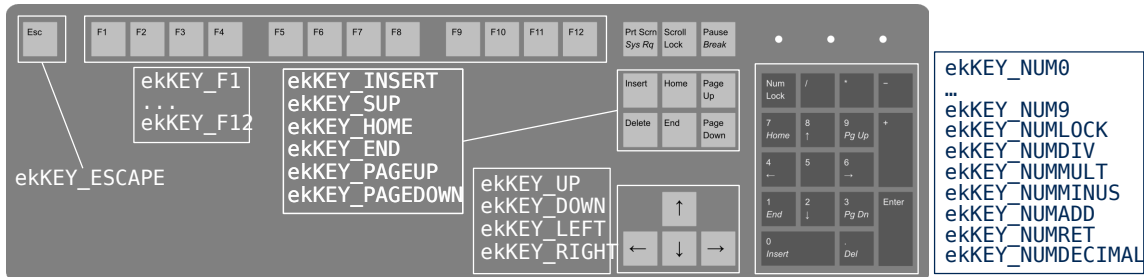 Esc
F1 F2 F3 F4 F5 F6 F7 F8 F9 F10 F11 F12
Prt Scrn
Sys Rq
Scroll
Lock
Pause
Break
ekKEY_F1
...
ekKEY_F12
ekKEY_ESCAPE
ekKEY_INSERT
ekKEY_SUP
ekKEY_HOME
ekKEY_END
ekKEY_PAGEUP
ekKEY_PAGEDOWN
Insert Home Page
Up
Delete End Page
Down
ekKEY_UP
ekKEY_DOWN
ekKEY_LEFT
ekKEY_RIGHT
↑
← ↓ →
Num
Lock
/ * −
7
Home
8
↑
9
Pg Up
+
4
←
5
6
→
1
End
2
↓
3
Pg Dn
Enter
0
Insert
.
Del
ekKEY_NUM0
…
ekKEY_NUM9
ekKEY_NUMLOCK
ekKEY_NUMDIV
ekKEY_NUMMULT
ekKEY_NUMMINUS
ekKEY_NUMADD
ekKEY_NUMRET
ekKEY_NUMDECIMAL